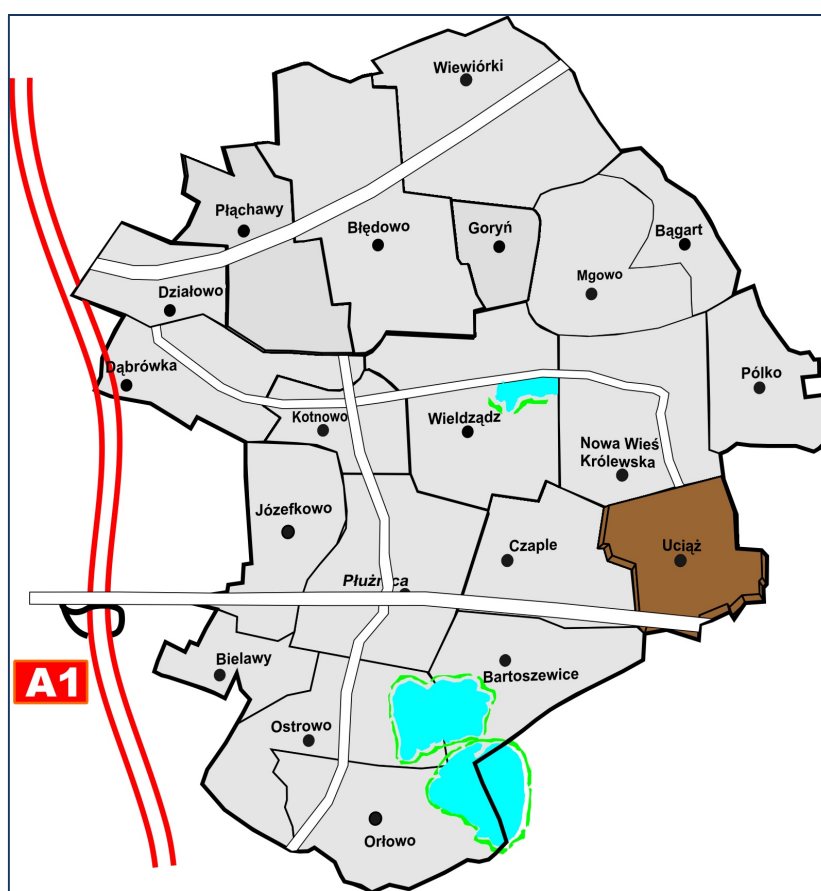 Wiewiórki
Płąchawy
Błędowo
Goryń
Bągart
Mgowo
Działowo
Dąbrówka
Pólko
Kotnowo
Wieldządz
Nowa Wieś
Królewska
Józefkowo
Czaple
Uciąż
Płużnica
Bielawy
Bartoszewice
A1
Ostrowo
Orłowo